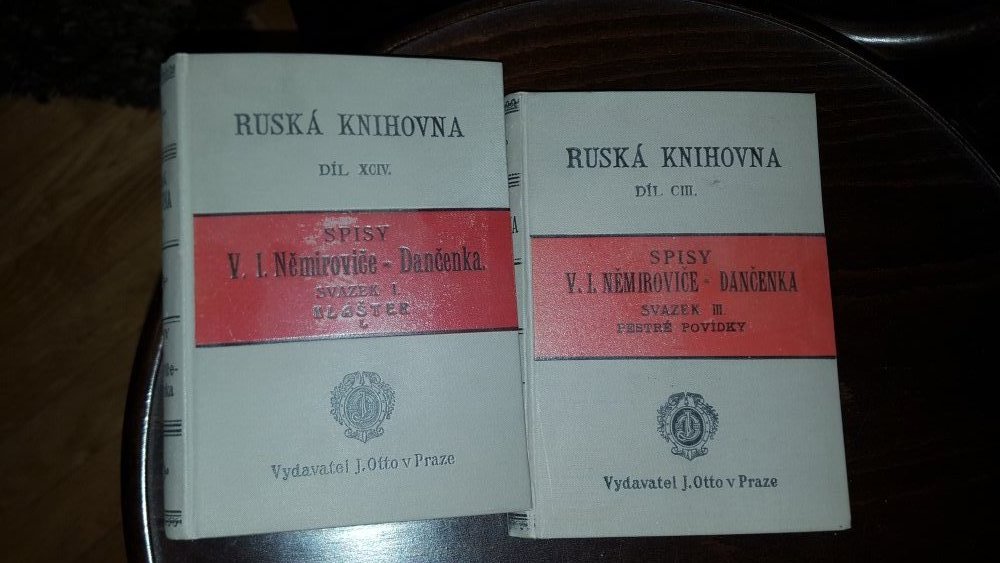 RUSKÁ KNIHOVNA
DÍL XCIV.
SPISY
V. I. Němiroviče - Dančenka.
SVAZEK I.
KLÁŠTER
Vydavatel J. Otto v Praze
RUSKÁ KNIHOVNA
DÍL CIII.
SPISY
V. I. NĚMIROVIČE - DANČENKA
SVAZEK III.
PESTRÉ POVÍDKY
Vydavatel J. Otto v Praze